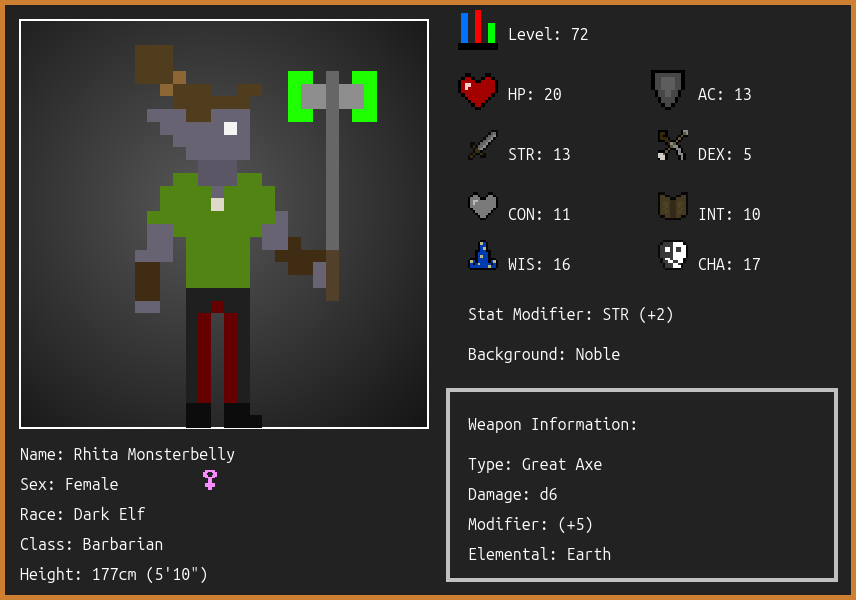 Level: 72
HP: 20
AC: 13
STR: 13
DEX: 5
CON: 11
INT: 10
WIS: 16
CHA: 17
Stat Modifier: STR (+2)
Background: Noble
Weapon Information:
Type: Great Axe
Damage: d6
Modifier: (+5)
Elemental: Earth
Name: Rhita Monsterbelly
Sex: Female
Race: Dark Elf
Class: Barbarian
Height: 177cm (5'10")